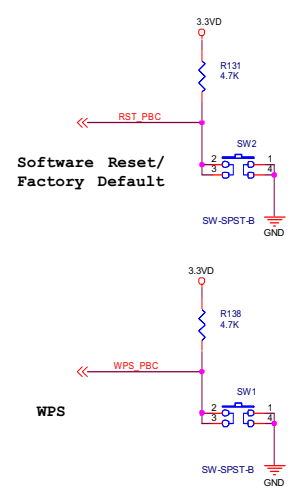 3.3VD
R131
4.7K
RST_PBC
Software Reset/
Factory Default
SW2
2 1
3 4
SW-SPST-B
GND
3.3VD
R138
4.7K
WPS_PBC
WPS
SW1
2 1
3 4
SW-SPST-B
GND